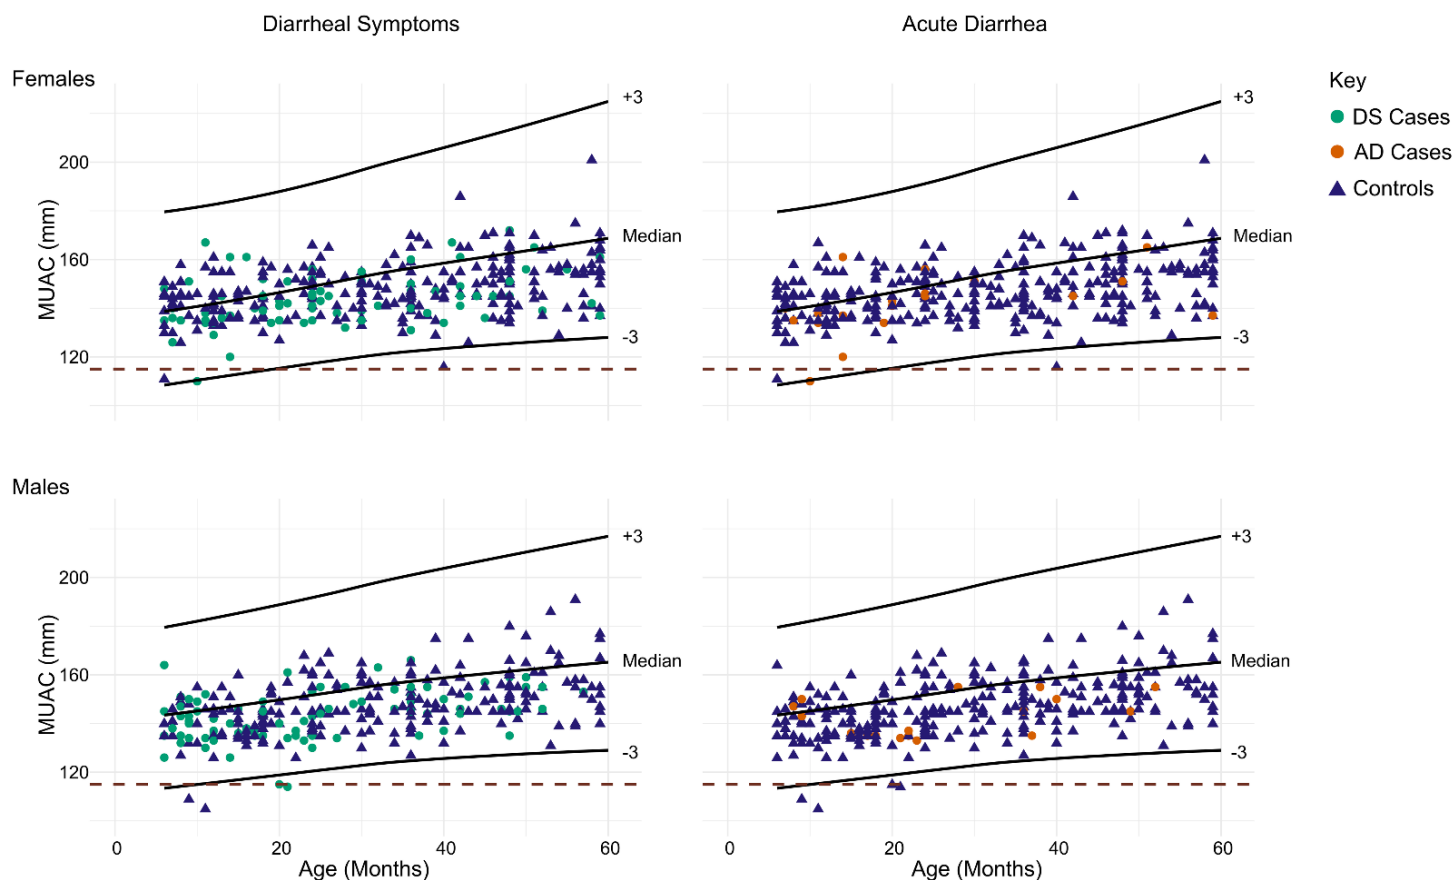 Diarrheal Symptoms
Acute Diarrhea
Females
Key
DS Cases
AD Cases
Controls
MUAC (mm)
200
160
120
+3
Median
-3
+3
Median
-3
Males
MUAC (mm)
200
160
120
+3
Median
-3
+3
Median
-3
0
20
40
60
0
20
40
60
Age (Months)
Age (Months)